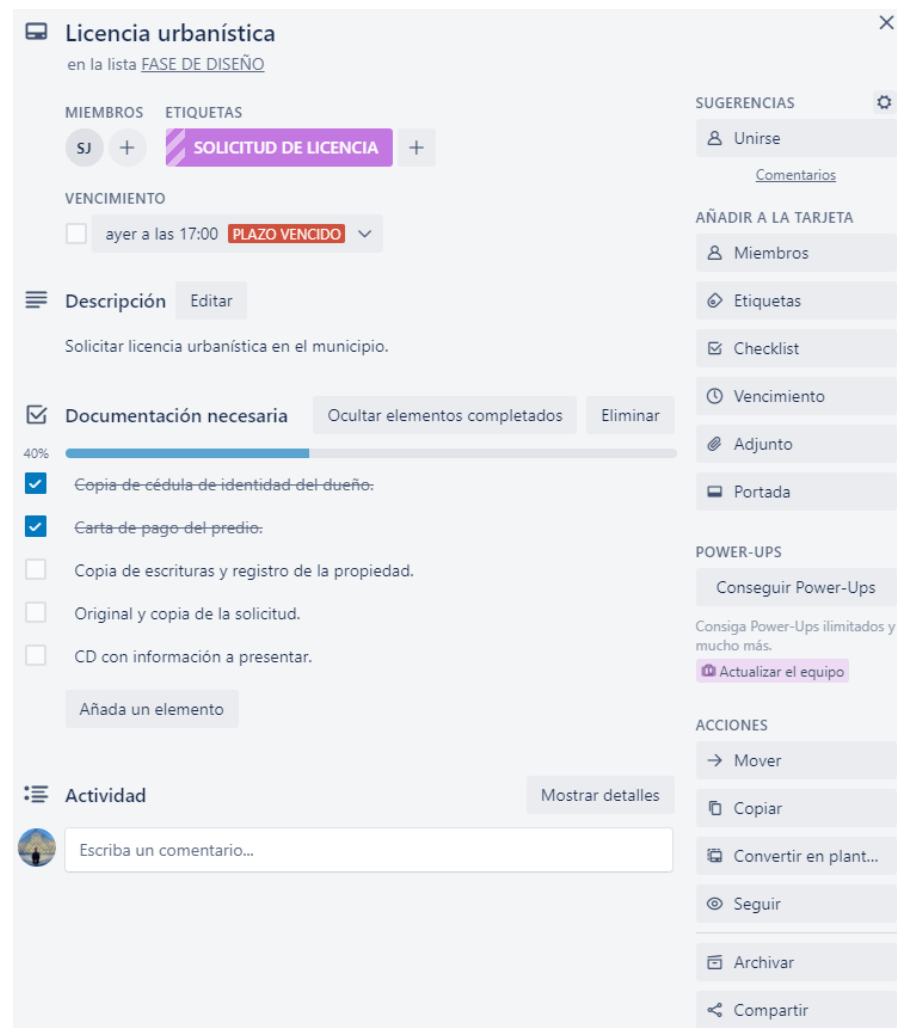 Licencia urbanística
en la lista FASE DE DISEÑO
MIEMBROS ETIQUETAS
SJ + SOLICITUD DE LICENCIA +
VENCIMIENTO
ayer a las 17:00 PLAZO VENCIDO
Descripción Editar
Solicitar licencia urbanística en el municipio.
Documentación necesaria Ocultar elementos completados Eliminar
40%
Copia de cédula de identidad del dueño.
Carta de pago del predio.
Copia de escrituras y registro de la propiedad.
Original y copia de la solicitud.
CD con información a presentar.
Añada un elemento
Actividad Mostrar detalles
Escriba un comentario...
SUGERENCIAS
Unirse
Comentarios
AÑADIR A LA TARJETA
Miembros
Etiquetas
Checklist
Vencimiento
Adjunto
Portada
POWER-UPS
Conseguir Power-Ups
Consiga Power-Ups ilimitados y
mucho más.
Actualizar el equipo
ACCIONES
Mover
Copiar
Convertir en plant...
Seguir
Archivar
Compartir